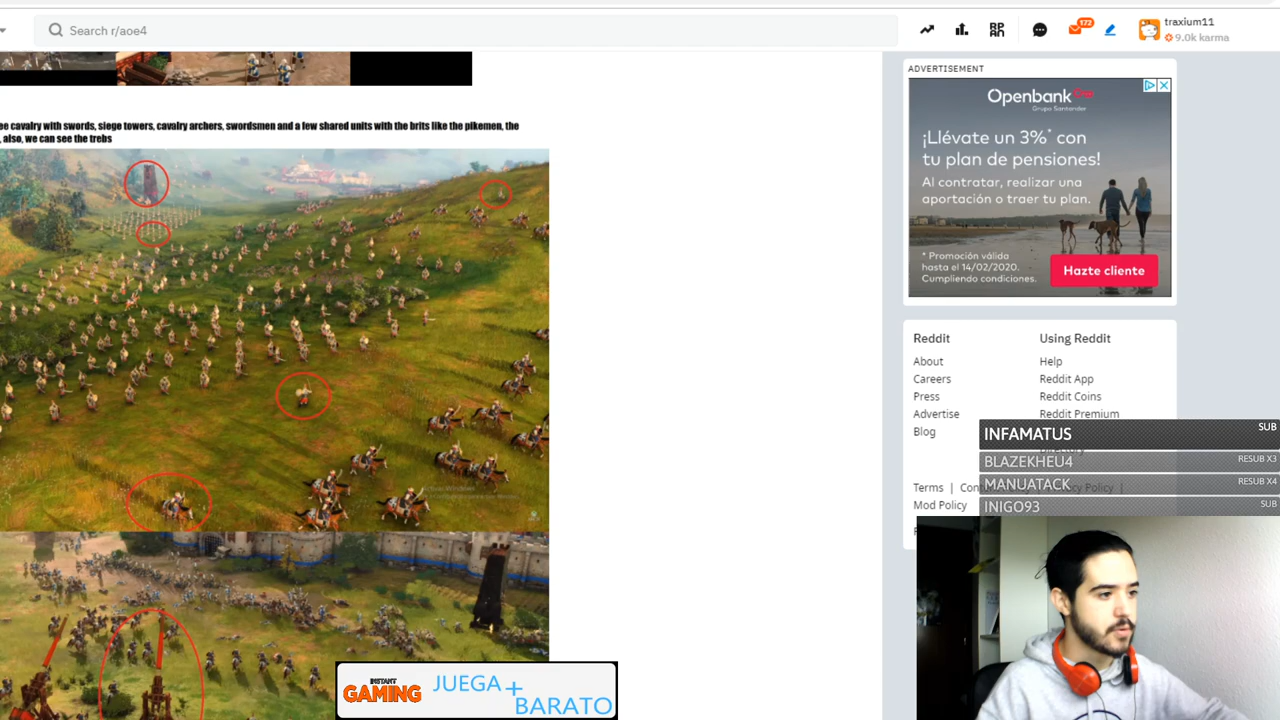 Search r/aoe4
172
traxium11
9.0k karma
ee cavalry with swords, siege towers, cavalry archers, swordsmen and a few shared units with the brits like the pikemen, the
, also, we can see the trebs
ADVERTISEMENT
Openbank
Grupo Santander
¡Llévate un 3%* con
tu plan de pensiones!
Al contratar, realizar una
aportación o traer tu plan.
* Promoción válida
hasta el 14/02/2020.
Cumpliendo condiciones.
Hazte cliente
Reddit
Using Reddit
About
Help
Careers
Reddit App
Press
Reddit Coins
Advertise
Reddit Premium
Blog
Terms |
Policy |
Mod Policy
INFAMATUS SUB
BLAZEKHEU4 RESUB X3
MANUATACK RESUB X4
INIGO93 SUB
INSTANT
GAMING
JUEGA+
BARATO